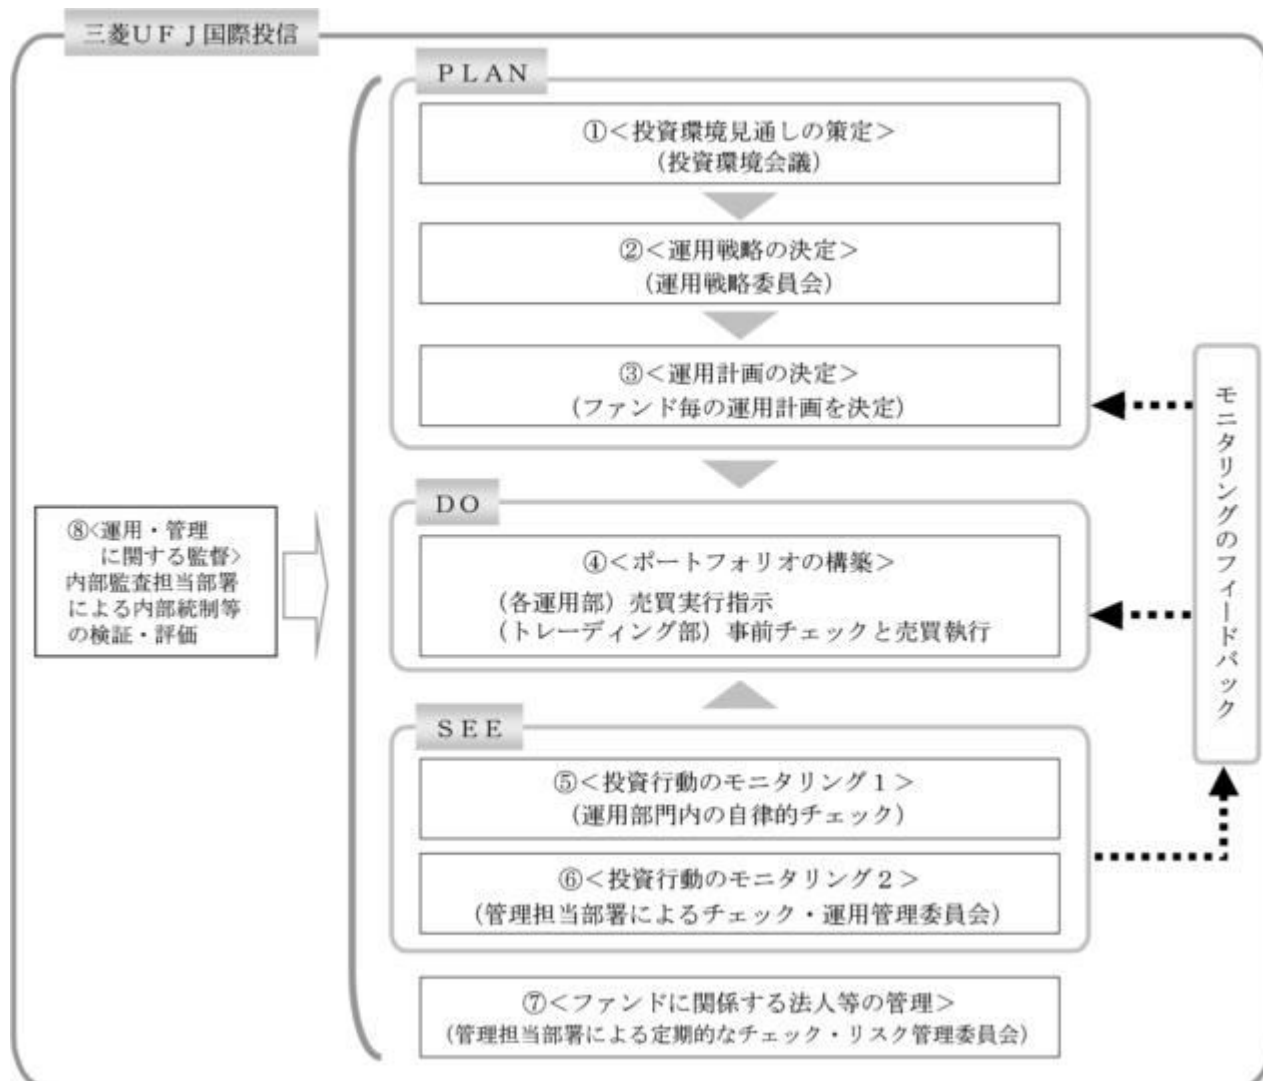 三菱ＵＦＪ国際投信
ＰＬＡＮ
①＜投資環境見通しの策定＞
（投資環境会議）
②＜運用戦略の決定＞
（運用戦略委員会）
③＜運用計画の決定＞
（ファンド毎の運用計画を決定）
ＤＯ
④＜ポートフォリオの構築＞
（各運用部）売買実行指示
（トレーディング部）事前チェックと売買執行
ＳＥＥ
⑤＜投資行動のモニタリング１＞
（運用部門内の自律的チェック）
⑥＜投資行動のモニタリング２＞
（管理担当部署によるチェック・運用管理委員会）
⑦＜ファンドに関係する法人等の管理＞
（管理担当部署による定期的なチェック・リスク管理委員会）
⑧<運用・管理
に関する監督>
内部監査担当部署
による内部統制等
の検証・評価
モニタリングのフィードバック